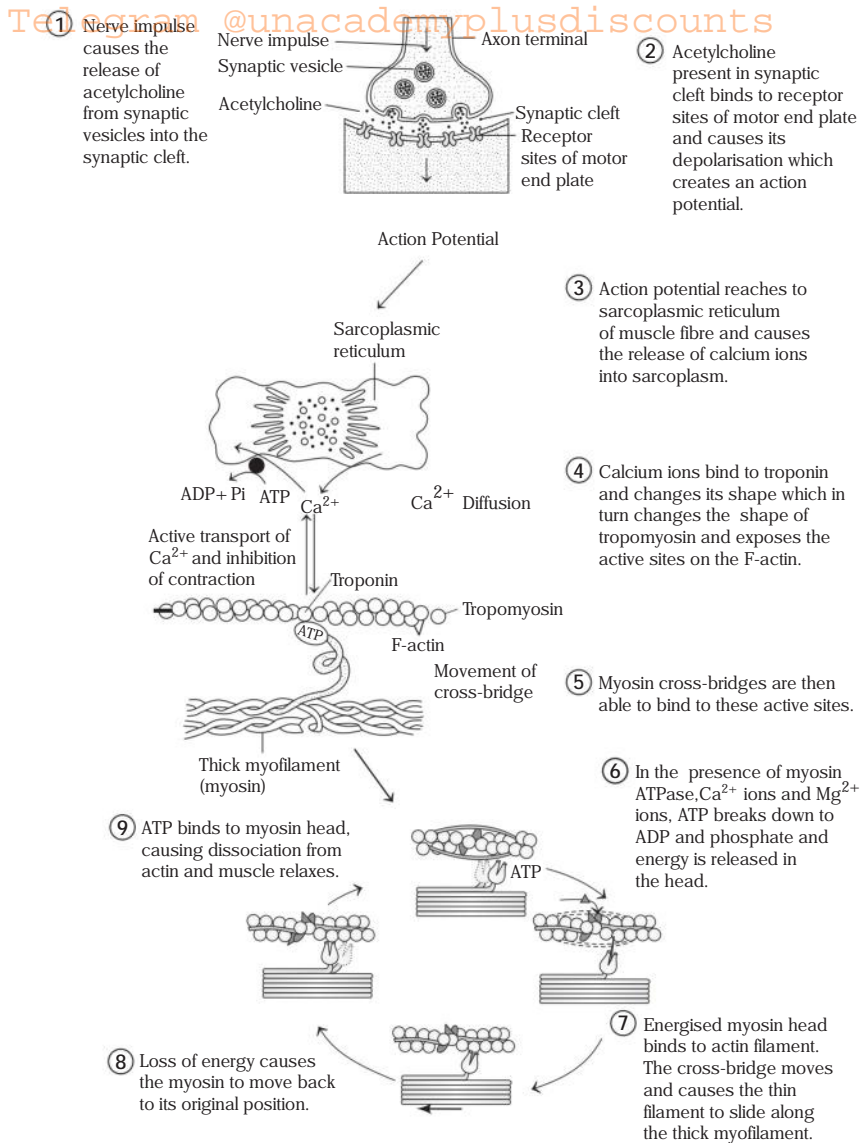 Telegram @unacademyplusdiscounts
1 Nerve impulse
causes the
release of
acetylcholine
from synaptic
vesicles into the
synaptic cleft.
Nerve impulse
Synaptic vesicle
Acetylcholine
Axon terminal
Synaptic cleft
Receptor
sites of motor
end plate
2 Acetylcholine
present in synaptic
cleft binds to receptor
sites of motor end plate
and causes its
depolarisation which
creates an action
potential.
Action Potential
Sarcoplasmic
reticulum
3 Action potential reaches to
sarcoplasmic reticulum
of muscle fibre and causes
the release of calcium ions
into sarcoplasm.
ADP+ Pi
ATP
Ca2+
Ca2+ Diffusion
4 Calcium ions bind to troponin
and changes its shape which in
turn changes the shape of
tropomyosin and exposes the
active sites on the F-actin.
Active transport of
Ca2+ and inhibition
of contraction
Troponin
Tropomyosin
ATP
F-actin
Movement of
cross-bridge
5 Myosin cross-bridges are then
able to bind to these active sites.
Thick myofilament
(myosin)
6 In the presence of myosin
ATPase,Ca2+ ions and Mg2+
ions, ATP breaks down to
ADP and phosphate and
energy is released in
the head.
9 ATP binds to myosin head,
causing dissociation from
actin and muscle relaxes.
ATP
7 Energised myosin head
binds to actin filament.
The cross-bridge moves
and causes the thin
filament to slide along
the thick myofilament.
8 Loss of energy causes
the myosin to move back
to its original position.